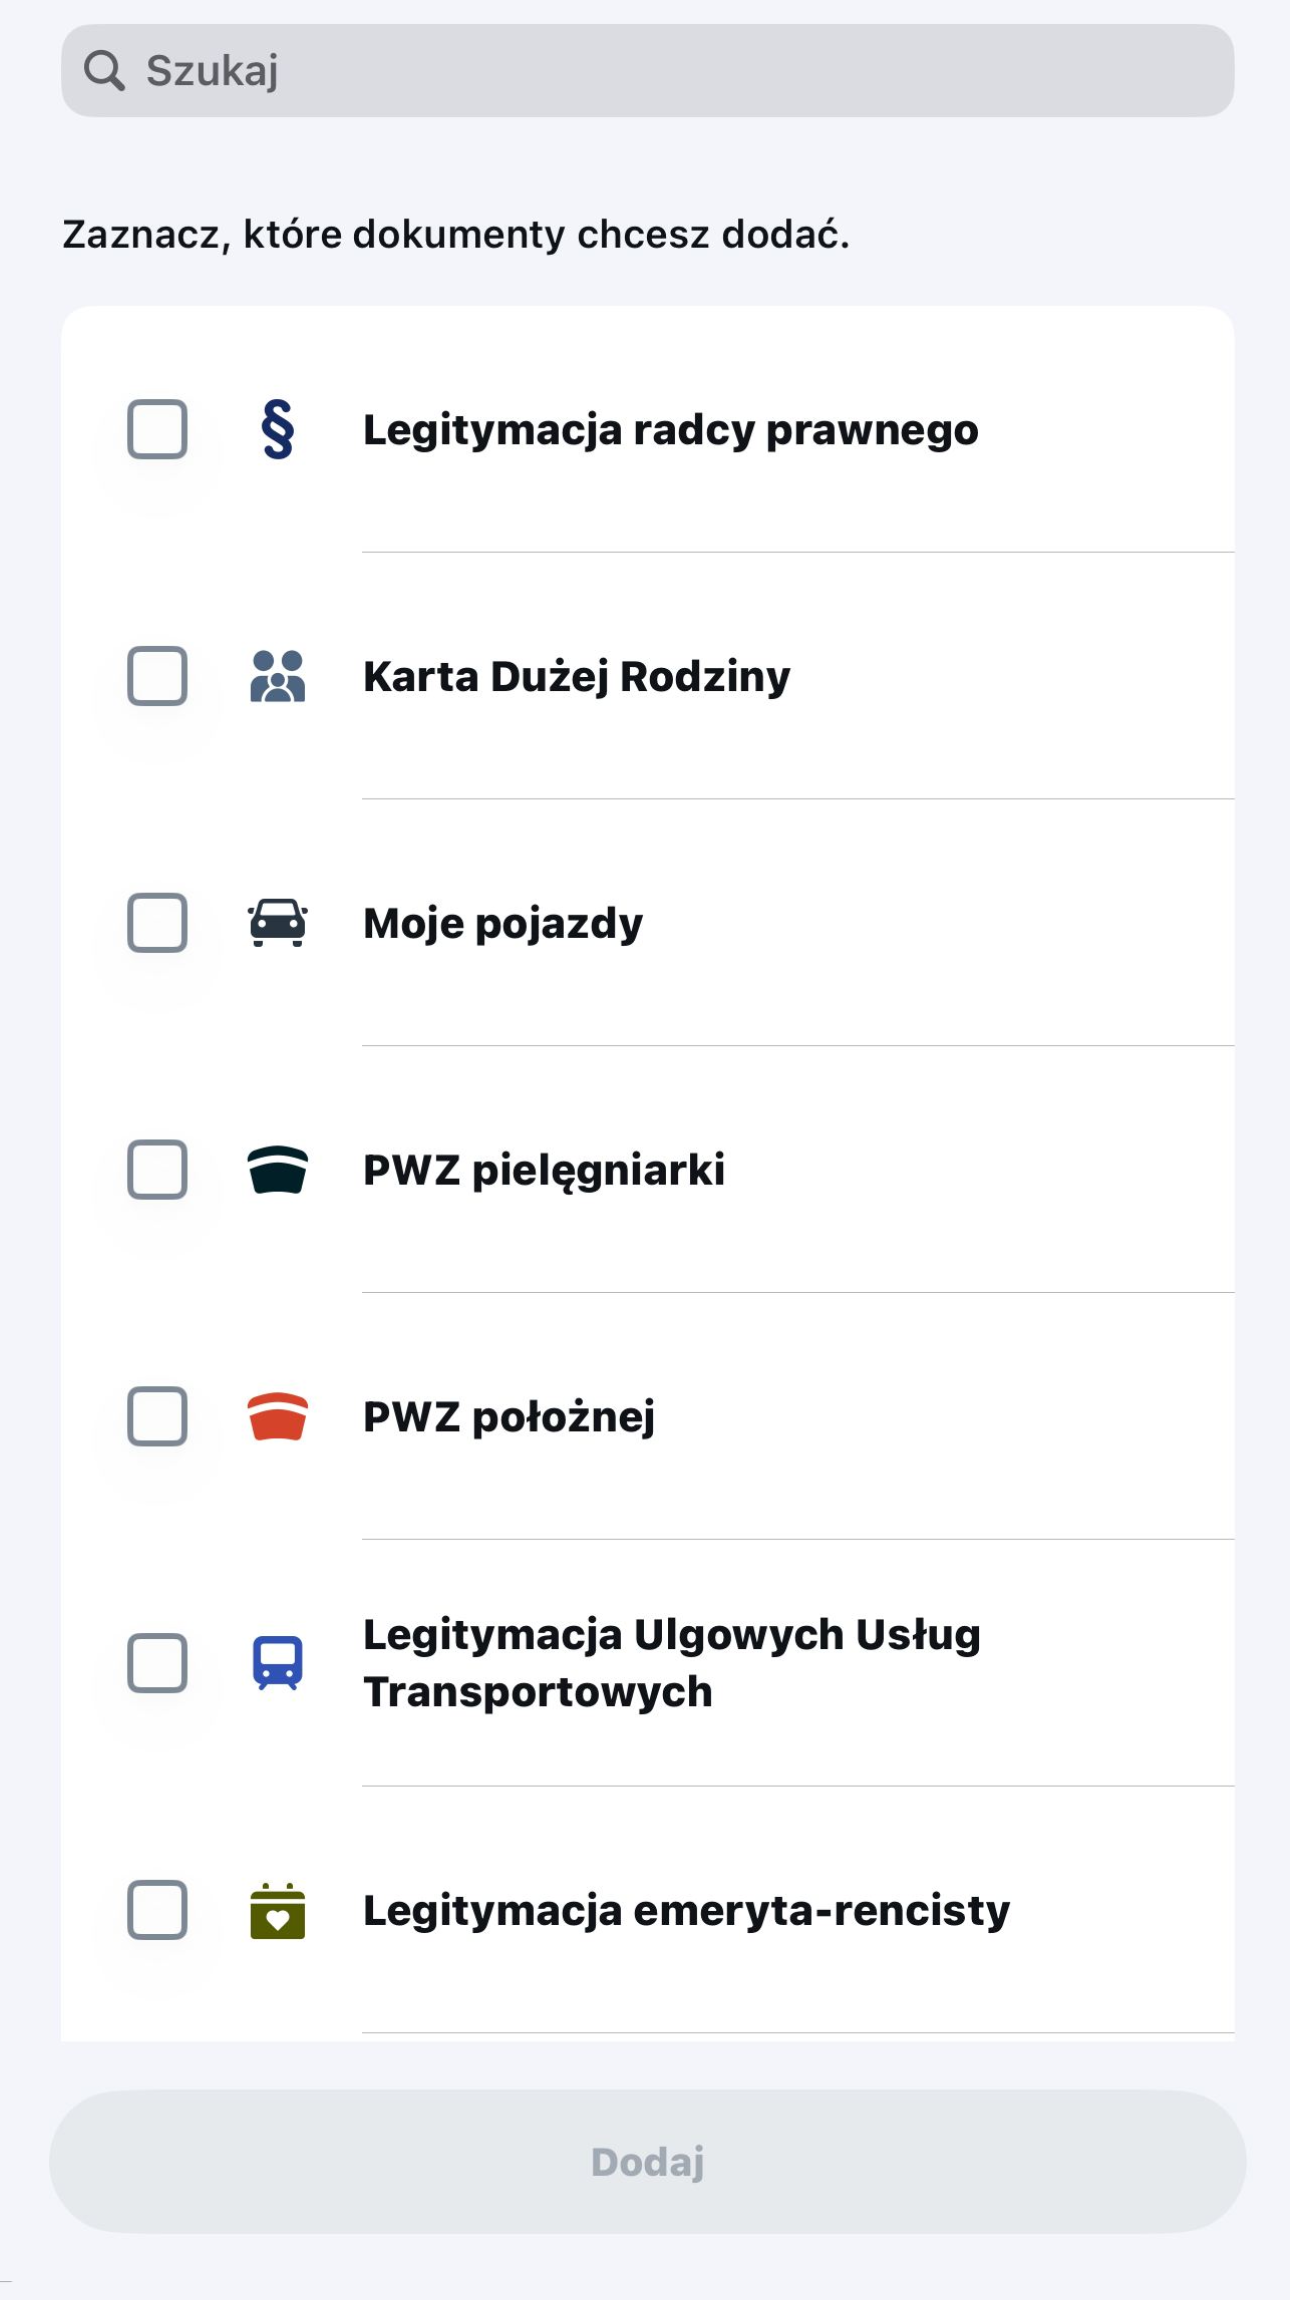 Szukaj
Zaznacz, które dokumenty chcesz dodać.
§
Legitymacja radcy prawnego
Karta Dużej Rodziny
Moje pojazdy
PWZ pielęgniarki
PWZ położnej
Legitymacja Ulgowych Usług
Transportowych
Legitymacja emeryta-rencisty
Dodaj